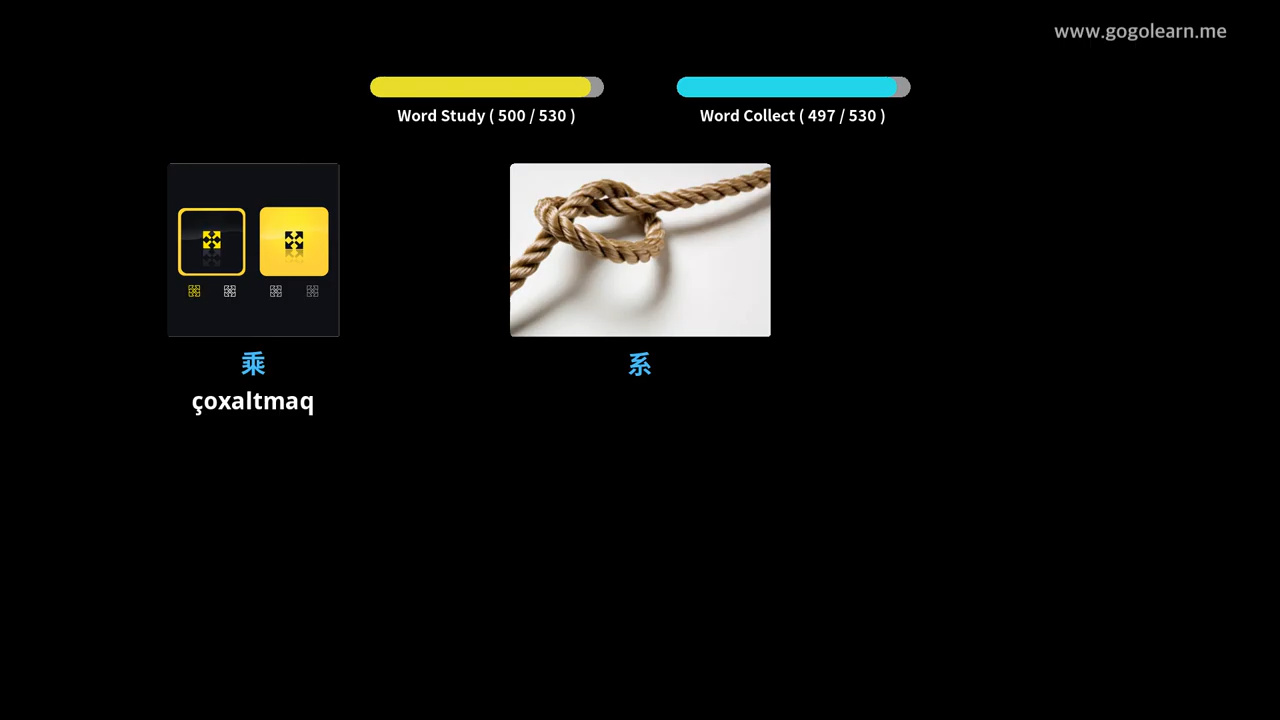 www.gogolearn.me
Word Study ( 500 / 530 )
Word Collect ( 497 / 530 )
乘
系
çoxaltmaq